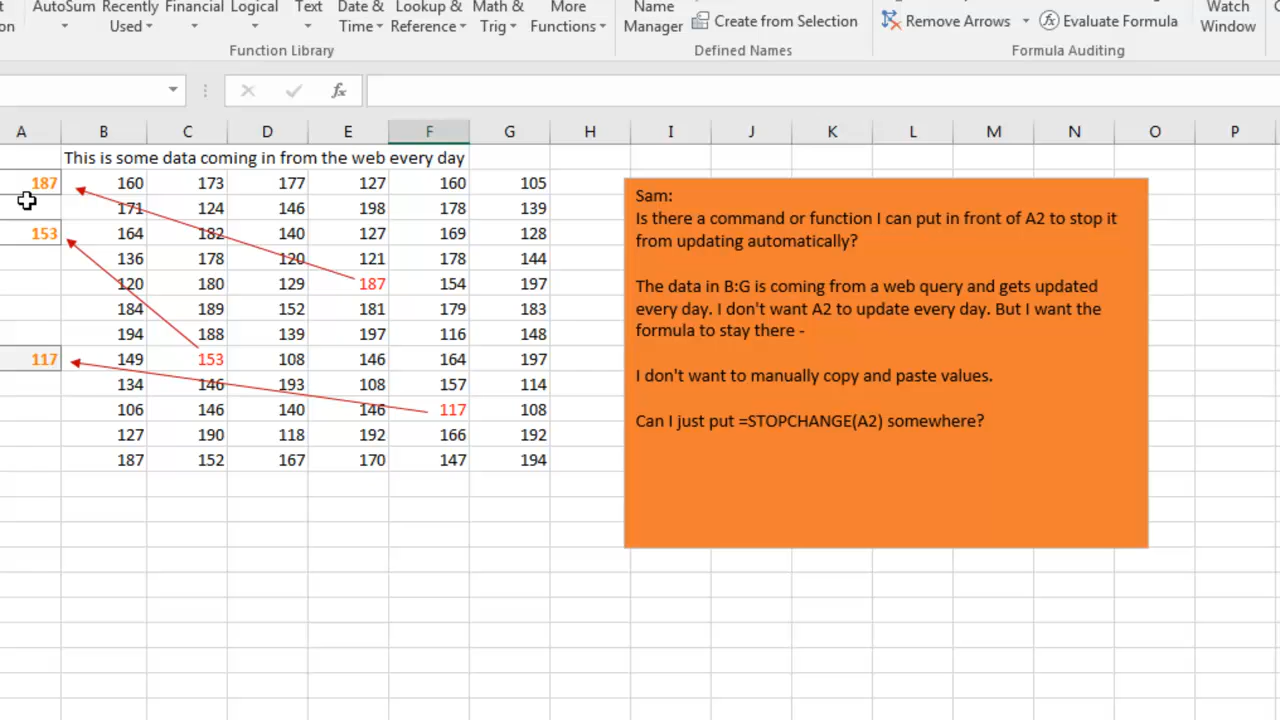 t AutoSum Recently Financial Logical Text Date & Lookup & Math & More Name Create from Selection Remove Arrows Evaluate Formula Watch
on Used Time Reference Trig Functions Manager Window
Function Library Defined Names Formula Auditing
fx
A B C D E F G H I J K L M N O P
This is some data coming in from the web every day
187 160 173 177 127 160 105
171 124 146 198 178 139
153 164 182 140 127 169 128
136 178 120 121 178 144
120 180 129 187 154 197
184 189 152 181 179 183
194 188 139 197 116 148
117 149 153 108 146 164 197
134 146 193 108 157 114
106 146 140 146 117 108
127 190 118 192 166 192
187 152 167 170 147 194
Sam:
Is there a command or function I can put in front of A2 to stop it
from updating automatically?
The data in B:G is coming from a web query and gets updated
every day. I don't want A2 to update every day. But I want the
formula to stay there -
I don't want to manually copy and paste values.
Can I just put =STOPCHANGE(A2) somewhere?